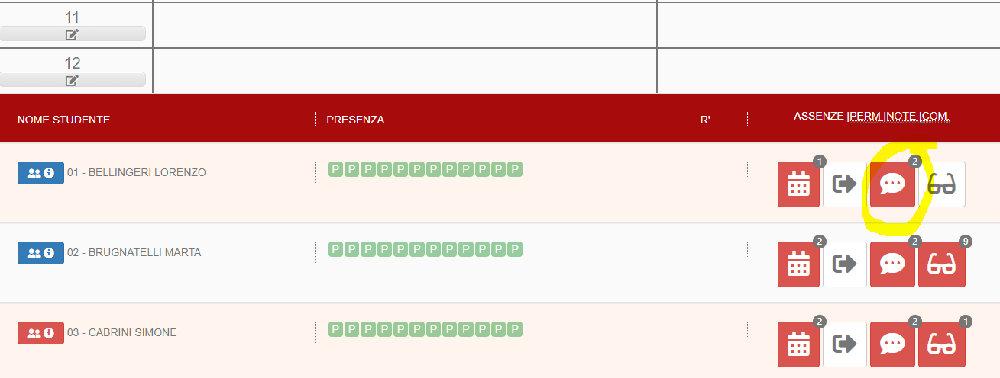 11
12
NOME STUDENTE PRESENZA R' ASSENZE |PERM |NOTE |COM.
01 - BELLINGERI LORENZO P P P P P P P P P P P P 1 2
02 - BRUGNATELLI MARTA P P P P P P P P P P P P 2 2 9
03 - CABRINI SIMONE P P P P P P P P P P P P 2 2 1